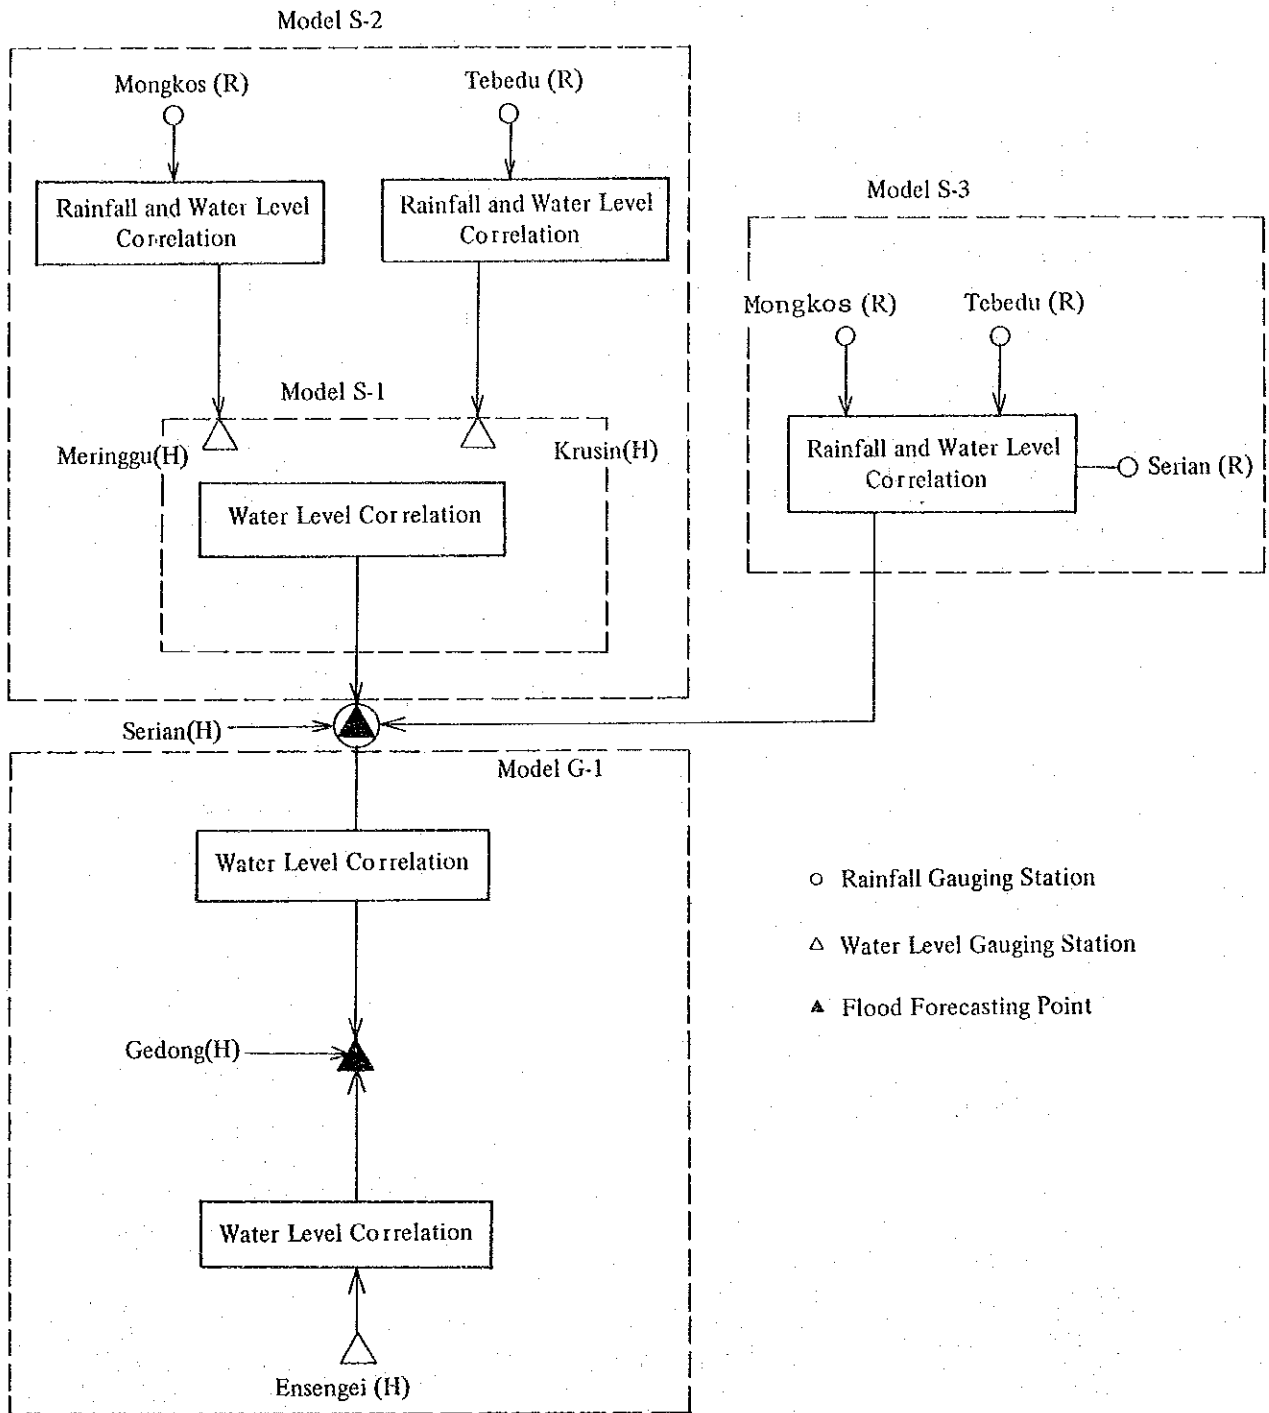 Model S-2
Mongkos (R)
Tebedu (R)
Rainfall and Water Level
Correlation
Rainfall and Water Level
Correlation
Model S-1
Meringgu(H)
Krusin(H)
Water Level Correlation
Model S-3
Mongkos (R)
Tebedu (R)
Rainfall and Water Level
Correlation
Serian (R)
Serian(H)
Model G-1
Water Level Correlation
Gedong(H)
Water Level Correlation
Ensengei (H)
Rainfall Gauging Station
Water Level Gauging Station
Flood Forecasting Point